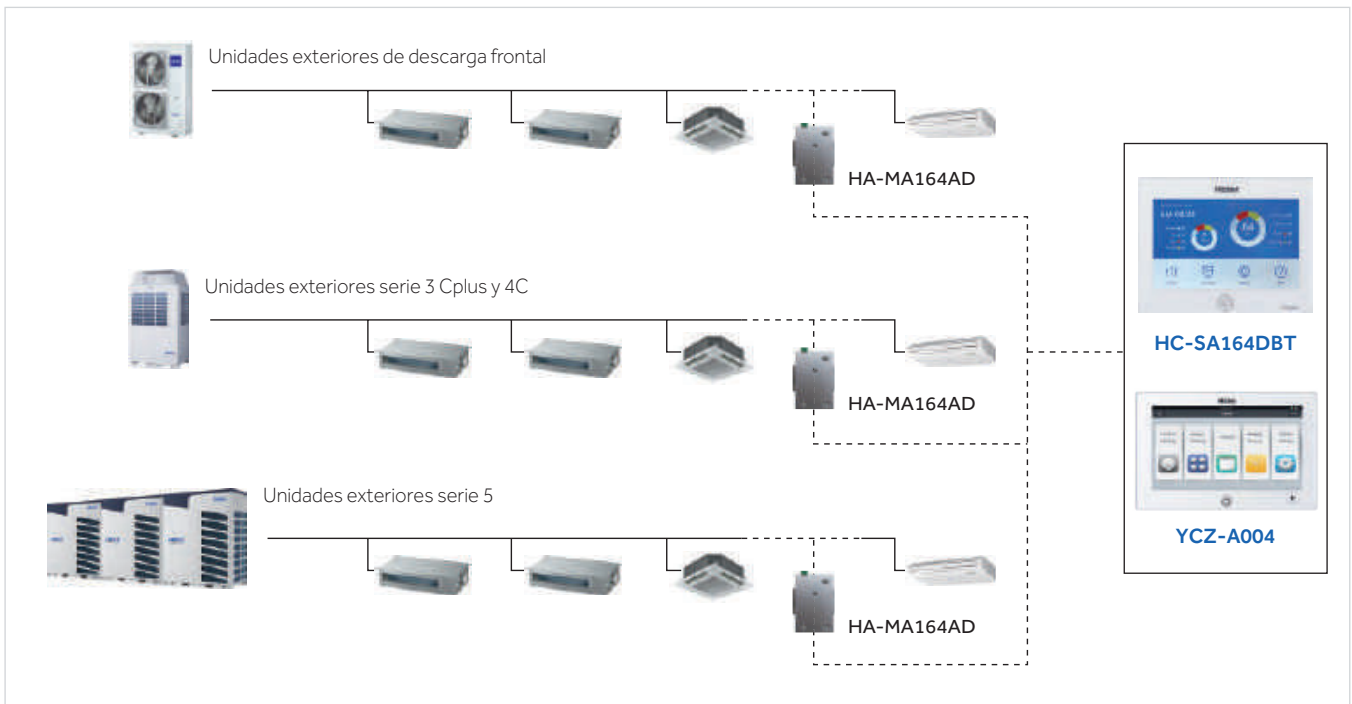 Unidades exteriores de descarga frontal
HA-MA164AD
Unidades exteriores serie 3 Cplus y 4C
HA-MA164AD
HC-SA164DBT
Unidades exteriores serie 5
YCZ-A004
HA-MA164AD